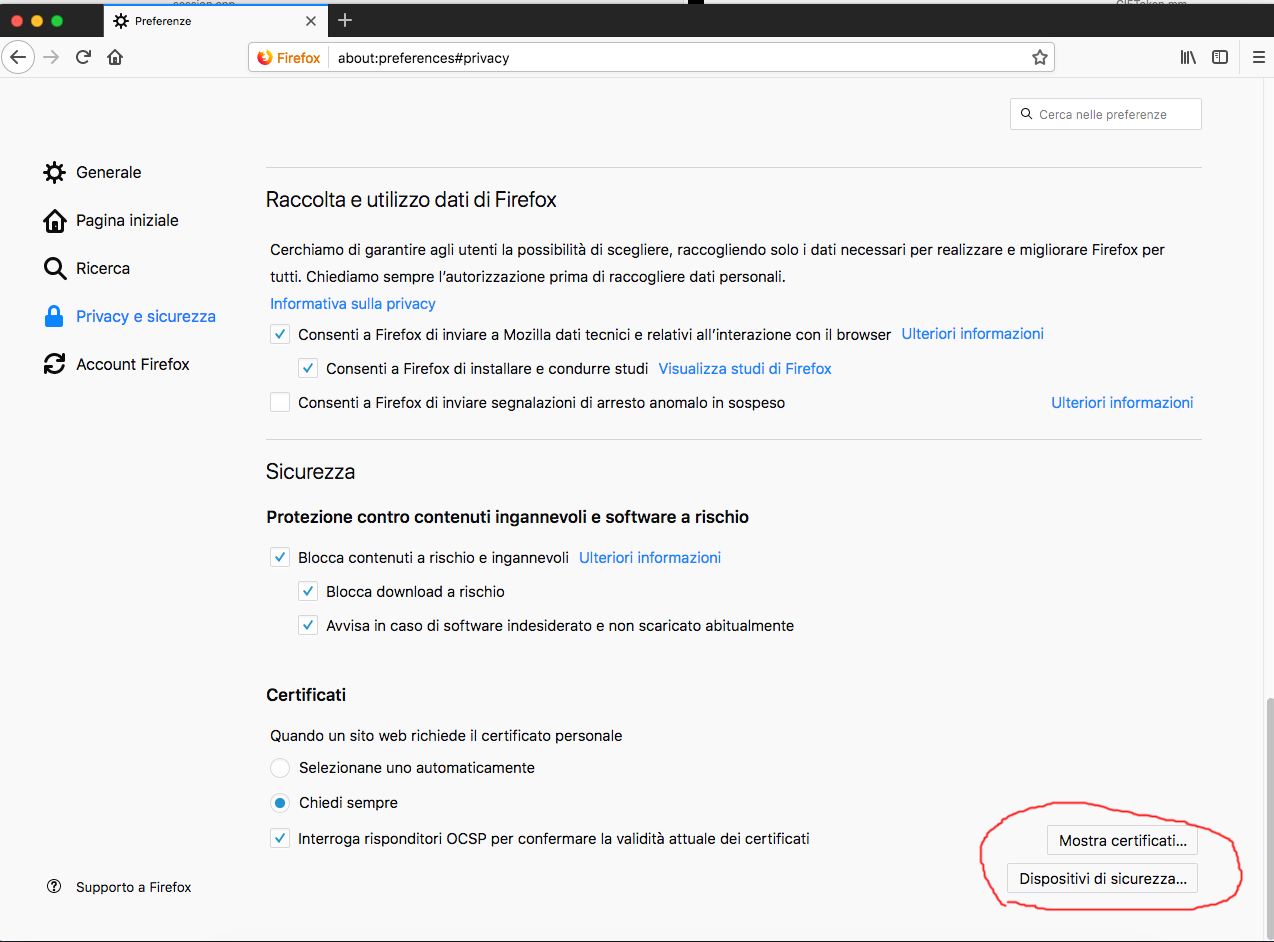 Preferenze
Firefox
about:preferences#privacy
Cerca nelle preferenze
Generale
Pagina iniziale
Ricerca
Privacy e sicurezza
Account Firefox
Supporto a Firefox
Raccolta e utilizzo dati di Firefox
Cerchiamo di garantire agli utenti la possibilità di scegliere, raccogliendo solo i dati necessari per realizzare e migliorare Firefox per
tutti. Chiediamo sempre l’autorizzazione prima di raccogliere dati personali.
Informativa sulla privacy
Consenti a Firefox di inviare a Mozilla dati tecnici e relativi all’interazione con il browser Ulteriori informazioni
Consenti a Firefox di installare e condurre studi Visualizza studi di Firefox
Consenti a Firefox di inviare segnalazioni di arresto anomalo in sospeso Ulteriori informazioni
Sicurezza
Protezione contro contenuti ingannevoli e software a rischio
Blocca contenuti a rischio e ingannevoli Ulteriori informazioni
Blocca download a rischio
Avvisa in caso di software indesiderato e non scaricato abitualmente
Certificati
Quando un sito web richiede il certificato personale
Selezionane uno automaticamente
Chiedi sempre
Interroga risponditori OCSP per confermare la validità attuale dei certificati
Mostra certificati...
Dispositivi di sicurezza...